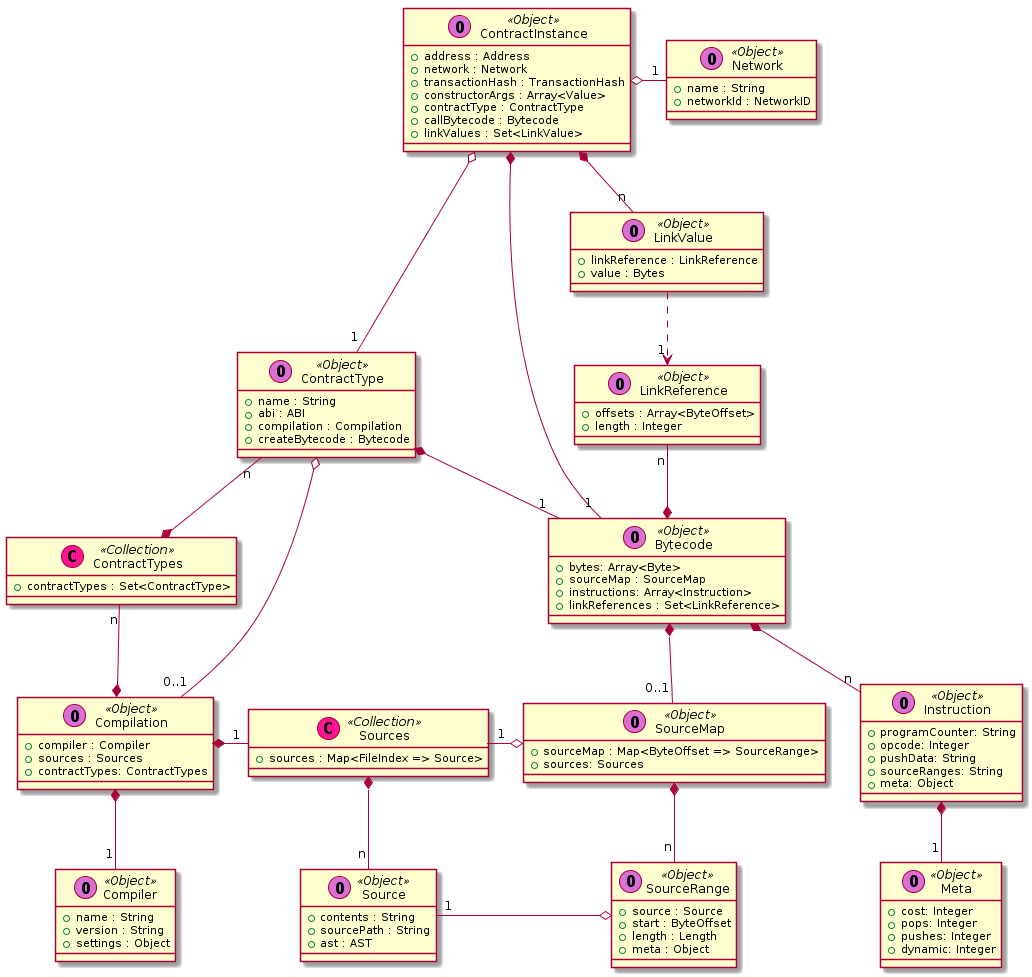 O «Object»
ContractInstance
address : Address
network : Network
transactionHash : TransactionHash
constructorArgs : Array<Value>
contractType : ContractType
callBytecode : Bytecode
linkValues : Set<LinkValue>
1
O «Object»
Network
name : String
networkId : NetworkID
n
O «Object»
LinkValue
linkReference : LinkReference
value : Bytes
1
1
O «Object»
ContractType
name : String
abi : ABI
compilation : Compilation
createBytecode : Bytecode
O «Object»
LinkReference
offsets : Array<ByteOffset>
length : Integer
n
n
1
1
O «Object»
Bytecode
bytes: Array<Byte>
sourceMap : SourceMap
instructions: Array<Instruction>
linkReferences : Set<LinkReference>
C «Collection»
ContractTypes
contractTypes : Set<ContractType>
n
0..1
0..1
n
O «Object»
Compilation
compiler : Compiler
sources : Sources
contractTypes: ContractTypes
1
C «Collection»
Sources
sources : Map<FileIndex => Source>
1
O «Object»
SourceMap
sourceMap : Map<ByteOffset => SourceRange>
sources: Sources
O «Object»
Instruction
programCounter: String
opcode: Integer
pushData: String
sourceRanges: String
meta: Object
1
n
n
1
O «Object»
Compiler
name : String
version : String
settings : Object
O «Object»
Source
contents : String
sourcePath : String
ast : AST
1
O «Object»
SourceRange
source : Source
start : ByteOffset
length : Length
meta : Object
O «Object»
Meta
cost: Integer
pops: Integer
pushes: Integer
dynamic: Integer